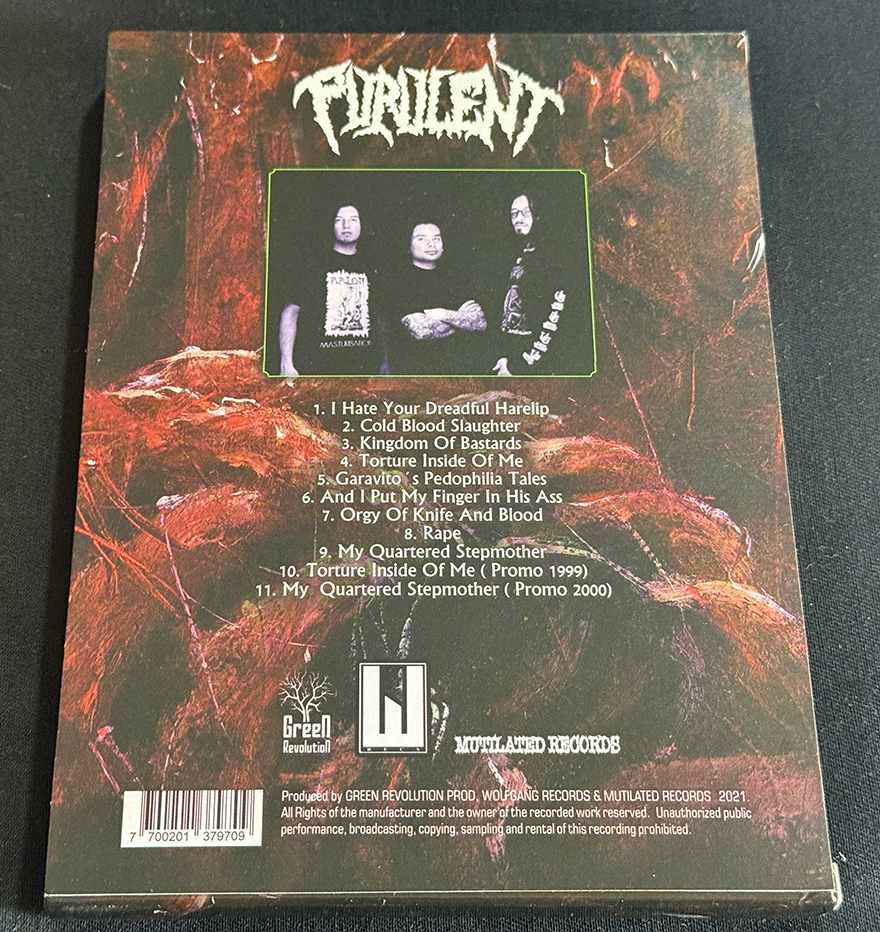 PURULENT
MASTURBATION
1. I Hate Your Dreadful Harelip
2. Cold Blood Slaughter
3. Kingdom Of Bastards
4. Torture Inside Of Me
5. Garavito´s Pedophilia Tales
6. And I Put My Finger In His Ass
7. Orgy Of Knife And Blood
8. Rape
9. My Quartered Stepmother
10. Torture Inside Of Me ( Promo 1999)
11. My Quartered Stepmother ( Promo 2000)
Green
Revolution
W
RECS
MUTILATED RECORDS
Produced by GREEN REVOLUTION PROD, WOLFGANG RECORDS & MUTILATED RECORDS 2021.
All Rights of the manufacturer and the owner of the recorded work reserved. Unauthorized public
performance, broadcasting, copying, sampling and rental of this recording prohibited.
7 700201 379709